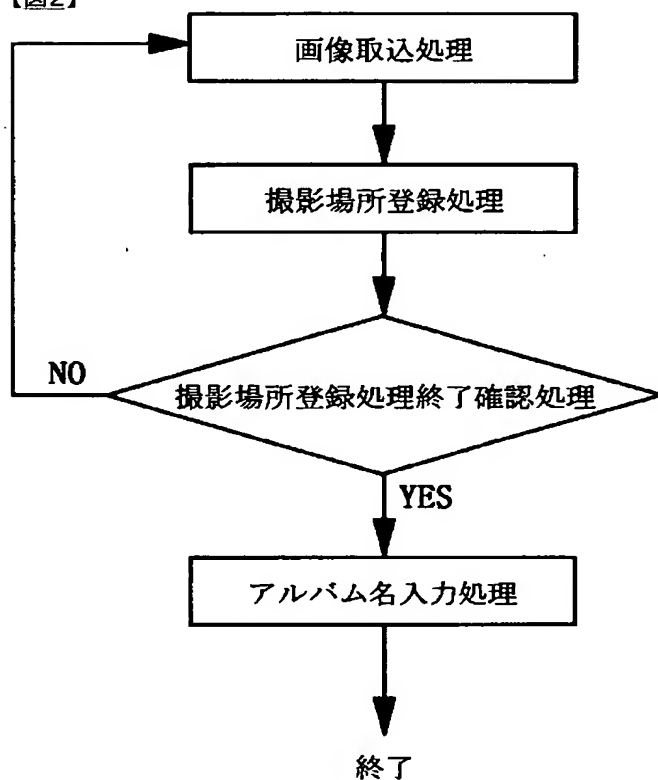 【図2】
画像取込処理
撮影場所登録処理
NO
撮影場所登録処理終了確認処理
YES
アルバム名入力処理
終了